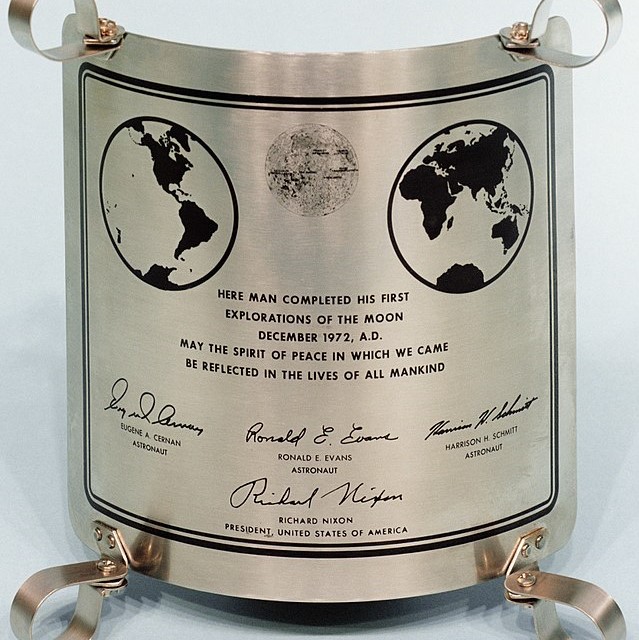 HERE MAN COMPLETED HIS FIRST
EXPLORATIONS OF THE MOON
DECEMBER 1972, A.D.
MAY THE SPIRIT OF PEACE IN WHICH WE CAME
BE REFLECTED IN THE LIVES OF ALL MANKIND
Eugene A. Cernan
EUGENE A. CERNAN
ASTRONAUT
Ronald E. Evans
RONALD E. EVANS
ASTRONAUT
Harrison H. Schmitt
HARRISON H. SCHMITT
ASTRONAUT
Richard Nixon
RICHARD NIXON
PRESIDENT, UNITED STATES OF AMERICA